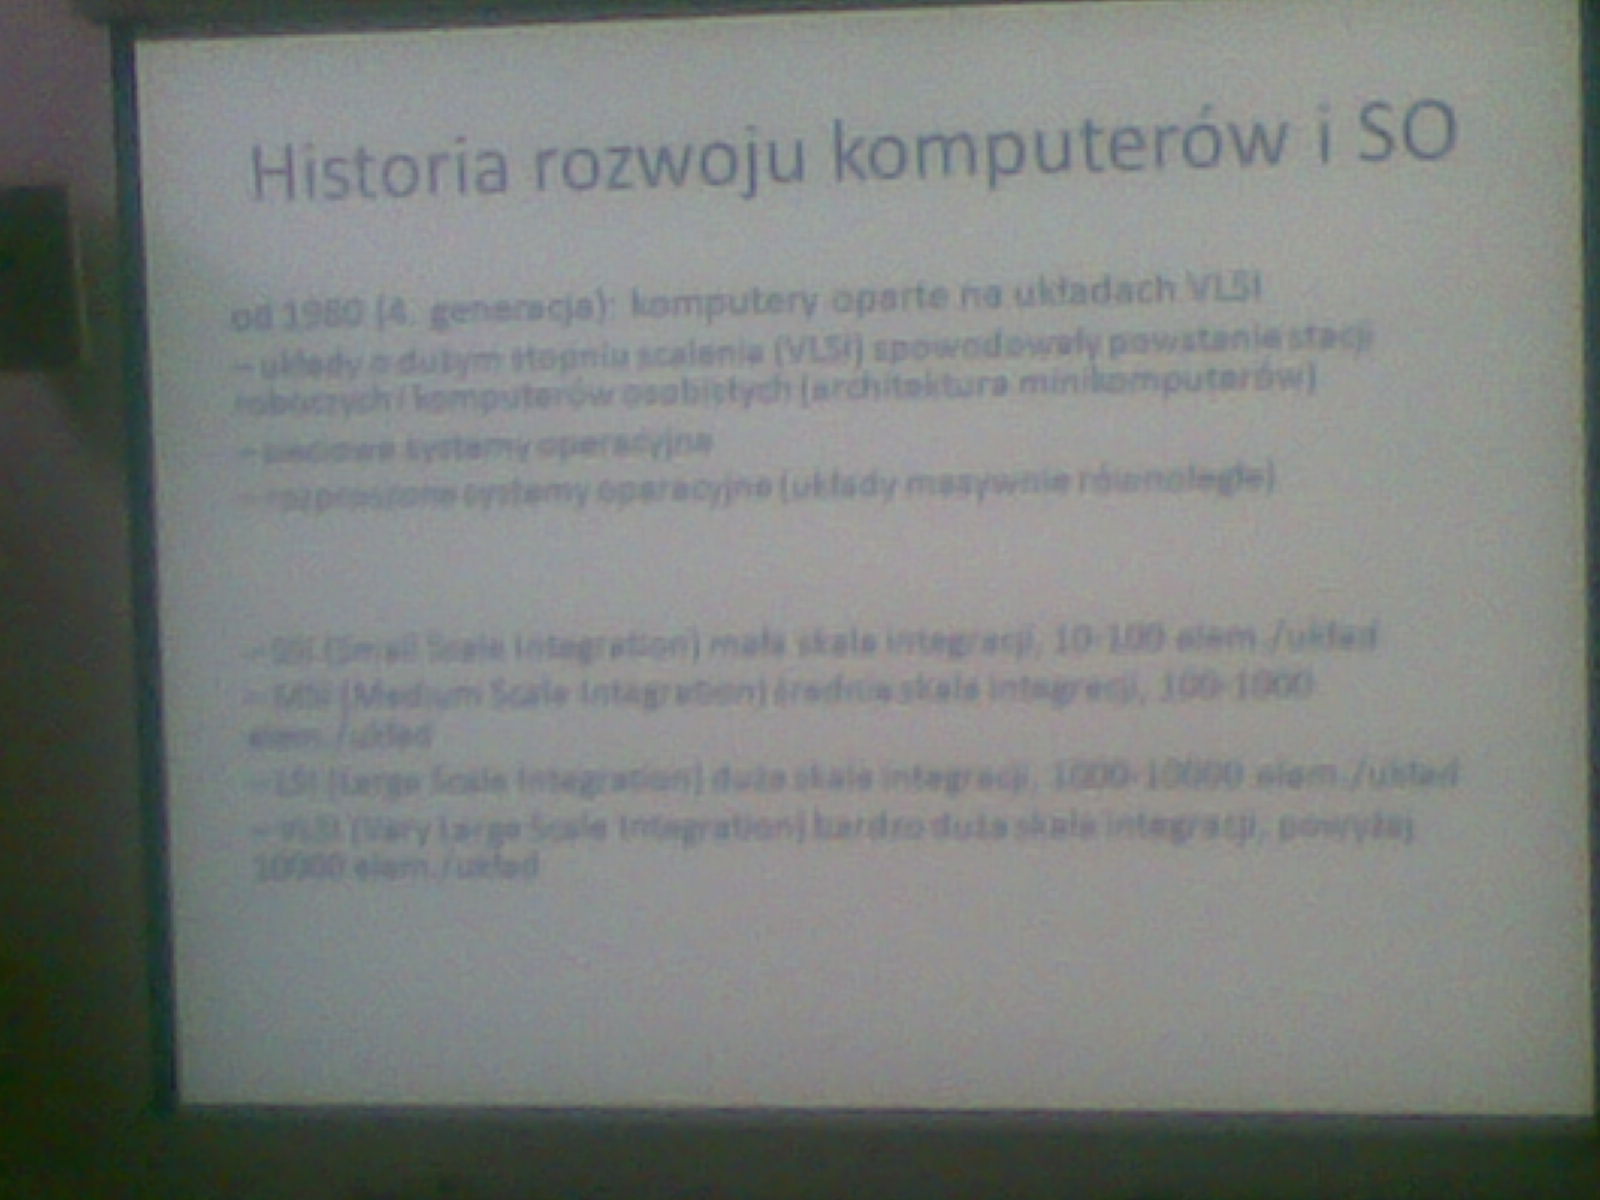 Historia rozwoju komputerów i SO
od 1980 (4. generacja): komputery oparte na układach VLSI
– układy o dużym stopniu scalenia (VLSI) spowodowały powstanie stacji
roboczych i komputerów osobistych (architektura minikomputerów)
– sieciowe systemy operacyjne
– rozproszone systemy operacyjne (układy masywnie równoległe)
– SSI (Small Scale Integration) mała skala integracji, 10-100 elem./układ
– MSI (Medium Scale Integration) średnia skala integracji, 100-1000
elem./układ
– LSI (Large Scale Integration) duża skala integracji, 1000-10000 elem./układ
– VLSI (Very Large Scale Integration) bardzo duża skala integracji, powyżej
10000 elem./układ